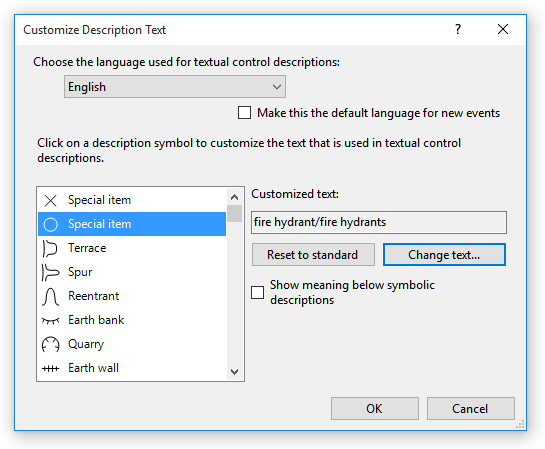 Customize Description Text
?
Choose the language used for textual control descriptions:
English
Make this the default language for new events
Click on a description symbol to customize the text that is used in textual control
descriptions.
Special item
Special item
Terrace
Spur
Reentrant
Earth bank
Quarry
Earth wall
Customized text:
fire hydrant/fire hydrants
Reset to standard
Change text...
Show meaning below symbolic
descriptions
OK
Cancel